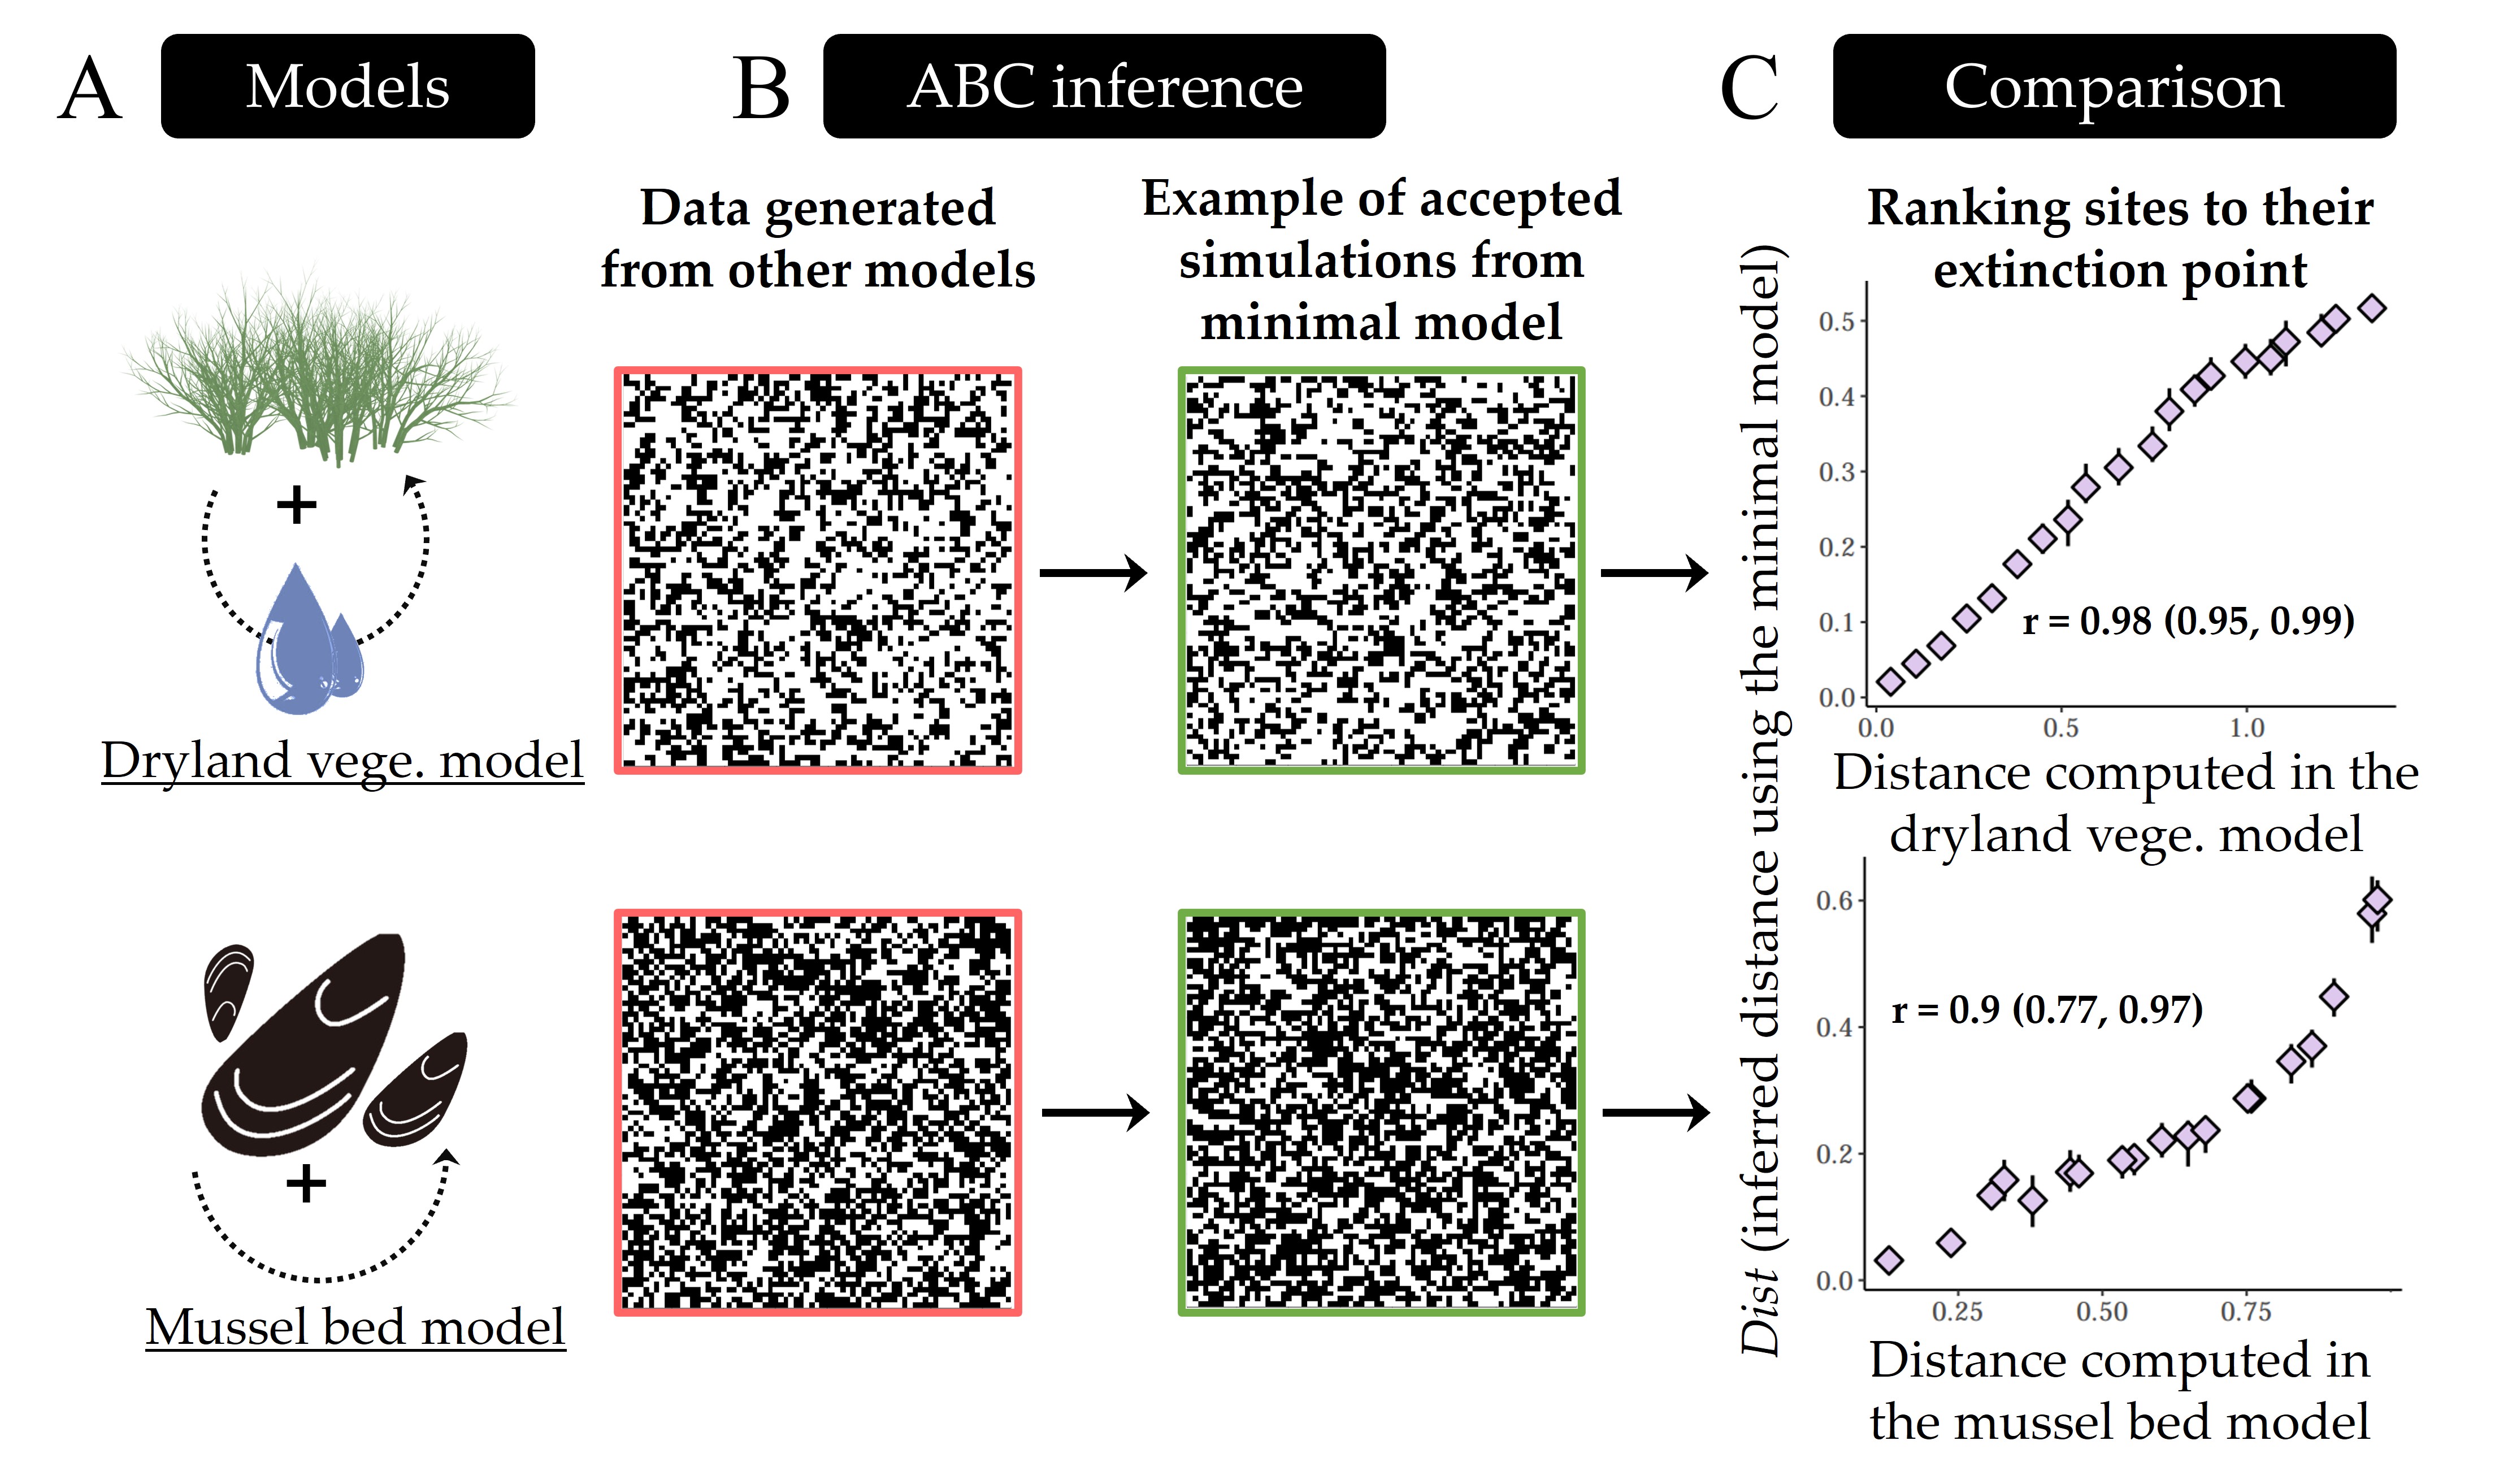 A
Models
B
ABC inference
C
Comparison
Data generated
from other models
Example of accepted
simulations from
minimal model
Ranking sites to their
extinction point
+
Dryland vege. model
+
Mussel bed model
Dist (inferred distance using the minimal model)
0.5
0.4
0.3
0.2
0.1
0.0
r = 0.98 (0.95, 0.99)
0.0 0.5 1.0
Distance computed in the
dryland vege. model
0.6
0.4
0.2
0.0
r = 0.9 (0.77, 0.97)
0.25 0.50 0.75
Distance computed in
the mussel bed model